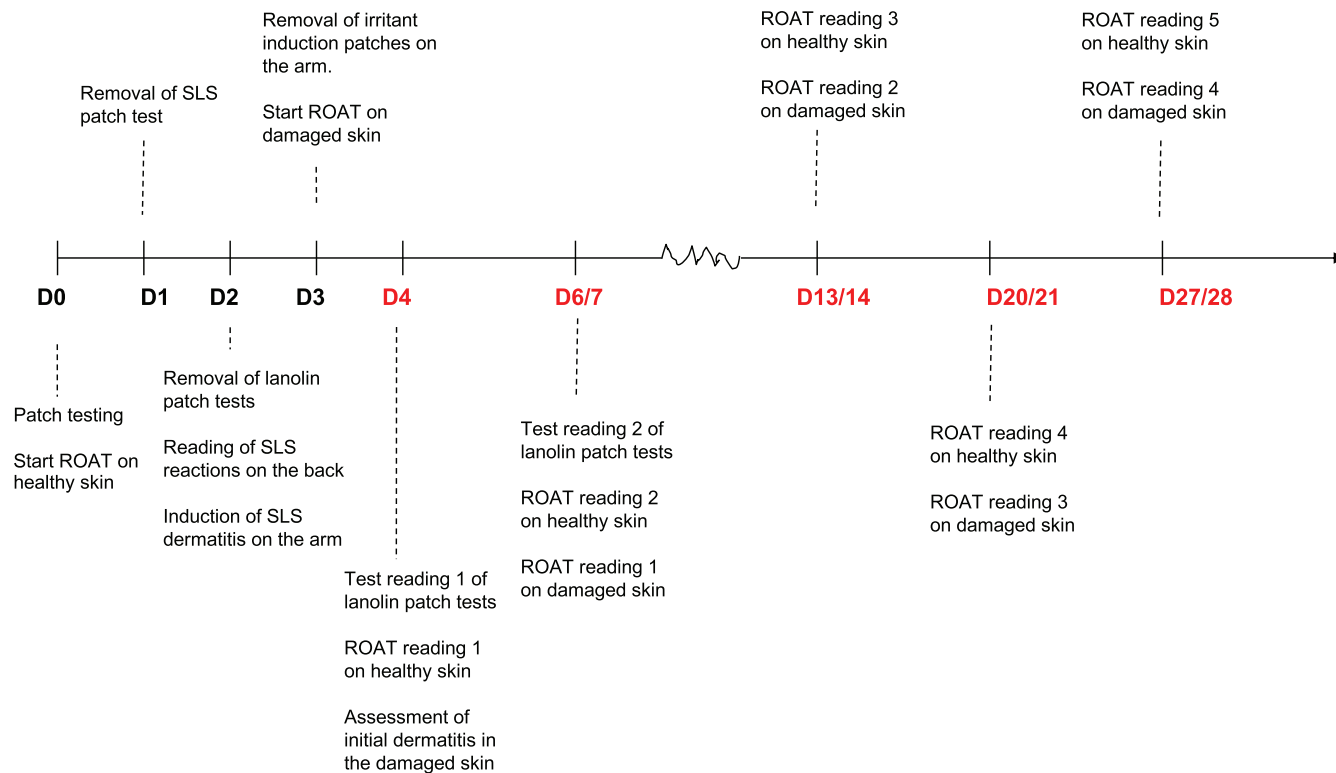 Removal of irritant
induction patches on
the arm.
Start ROAT on
damaged skin
ROAT reading 3
on healthy skin
ROAT reading 2
on damaged skin
ROAT reading 5
on healthy skin
ROAT reading 4
on damaged skin
Removal of SLS
patch test
D0
D1
D2
D3
D4
D6/7
D13/14
D20/21
D27/28
Patch testing
Start ROAT on
healthy skin
Removal of lanolin
patch tests
Reading of SLS
reactions on the back
Induction of SLS
dermatitis on the arm
Test reading 1 of
lanolin patch tests
ROAT reading 1
on healthy skin
Assessment of
initial dermatitis in
the damaged skin
Test reading 2 of
lanolin patch tests
ROAT reading 2
on healthy skin
ROAT reading 1
on damaged skin
ROAT reading 4
on healthy skin
ROAT reading 3
on damaged skin